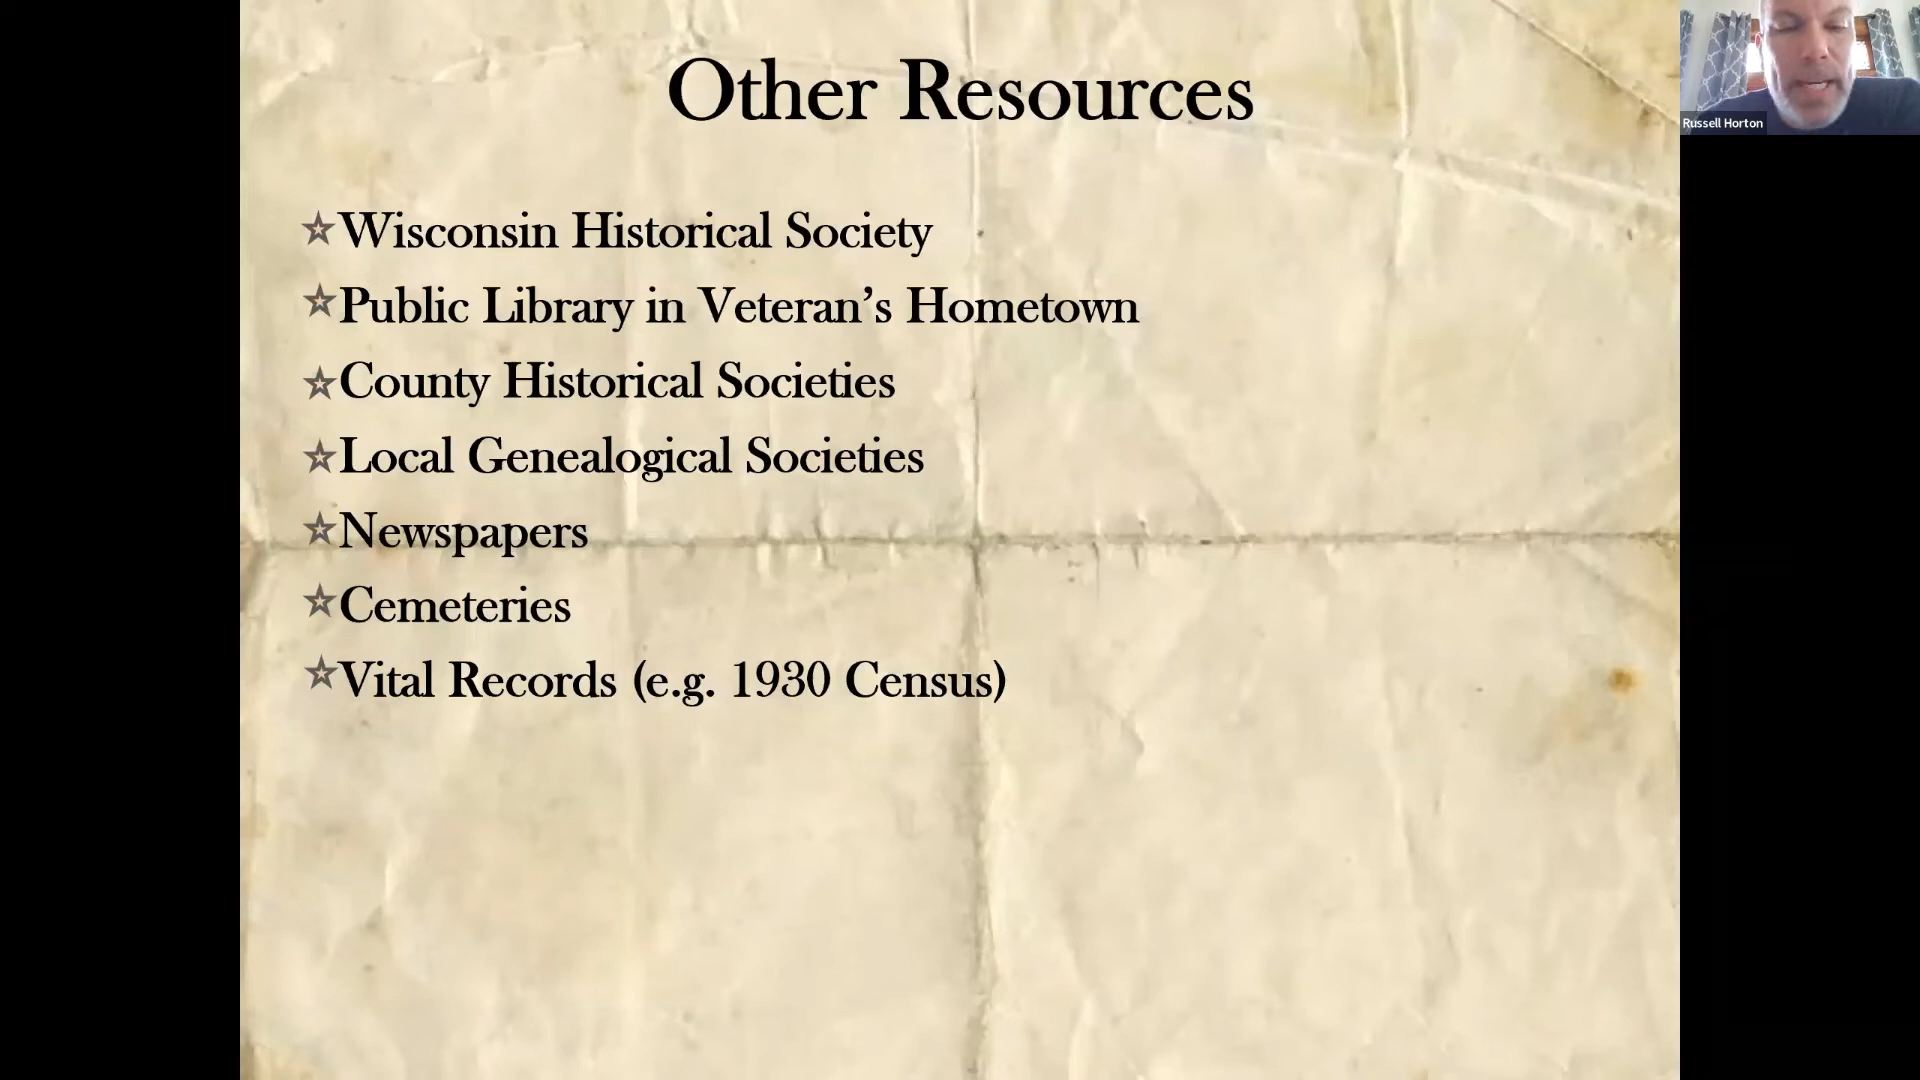 Other Resources
Russell Horton
Wisconsin Historical Society
Public Library in Veteran’s Hometown
County Historical Societies
Local Genealogical Societies
Newspapers
Cemeteries
Vital Records (e.g. 1930 Census)